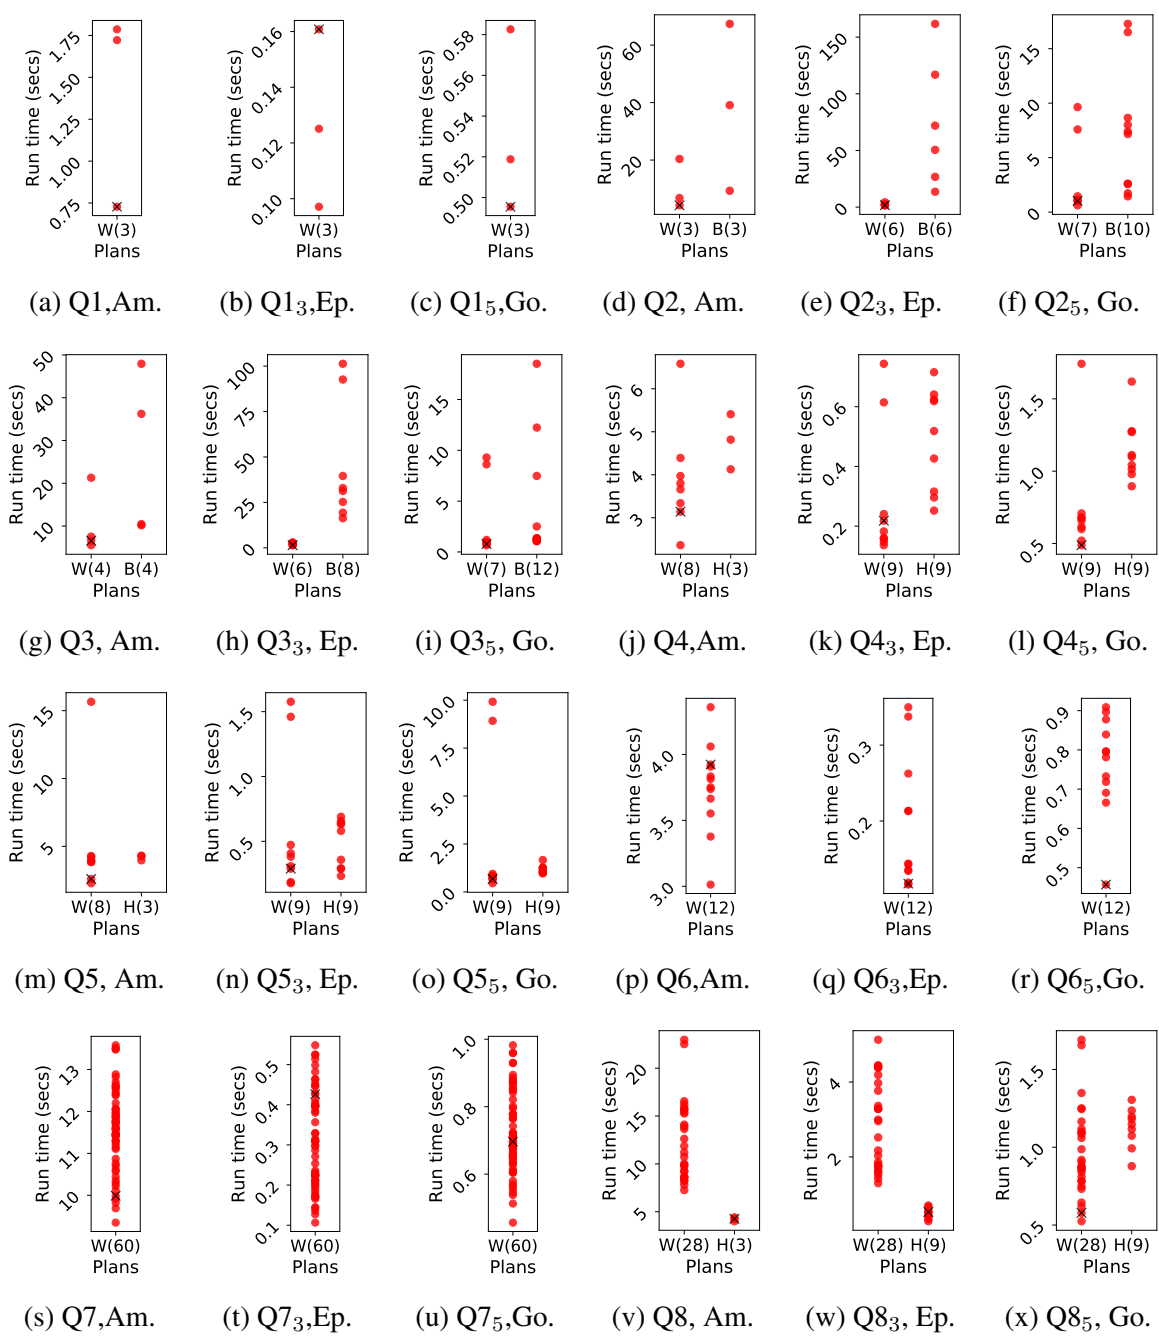 Run time (secs)
1.75
1.50
1.25
1.00
0.75
W(3)
Plans
(a) Q1,Am.
Run time (secs)
0.16
0.14
0.12
0.10
W(3)
Plans
(b) Q1₃,Ep.
Run time (secs)
0.58
0.56
0.54
0.52
0.50
W(3)
Plans
(c) Q1₅,Go.
Run time (secs)
60
40
20
W(3) B(3)
Plans
(d) Q2, Am.
Run time (secs)
150
100
50
0
W(6) B(6)
Plans
(e) Q2₃, Ep.
Run time (secs)
15
10
5
0
W(7) B(10)
Plans
(f) Q2₅, Go.
Run time (secs)
50
40
30
20
10
W(4) B(4)
Plans
(g) Q3, Am.
Run time (secs)
100
75
50
25
0
W(6) B(8)
Plans
(h) Q3₃, Ep.
Run time (secs)
15
10
5
0
W(7) B(12)
Plans
(i) Q3₅, Go.
Run time (secs)
6
5
4
3
W(8) H(3)
Plans
(j) Q4,Am.
Run time (secs)
0.6
0.4
0.2
W(9) H(9)
Plans
(k) Q4₃, Ep.
Run time (secs)
1.5
1.0
0.5
W(9) H(9)
Plans
(l) Q4₅, Go.
Run time (secs)
15
5
W(8) H(3)
Plans
(m) Q5, Am.
Run time (secs)
1.5
1.0
0.5
W(9) H(9)
Plans
(n) Q5₃, Ep.
Run time (secs)
10.0
7.5
5.0
2.5
0.0
W(9) H(9)
Plans
(o) Q5₅, Go.
Run time (secs)
4.0
3.5
3.0
W(12)
Plans
(p) Q6,Am.
Run time (secs)
0.3
0.2
W(12)
Plans
(q) Q6₃,Ep.
Run time (secs)
0.9
0.8
0.7
0.6
0.5
W(12)
Plans
(r) Q6₅,Go.
Run time (secs)
13
12
11
10
W(60)
Plans
(s) Q7,Am.
Run time (secs)
0.5
0.4
0.3
0.2
0.1
W(60)
Plans
(t) Q7₃,Ep.
Run time (secs)
1.0
0.8
0.6
W(60)
Plans
(u) Q7₅,Go.
Run time (secs)
20
15
10
5
W(28) H(3)
Plans
(v) Q8, Am.
Run time (secs)
4
2
W(28) H(9)
Plans
(w) Q8₃, Ep.
Run time (secs)
1.5
1.0
0.5
W(28) H(9)
Plans
(x) Q8₅, Go.